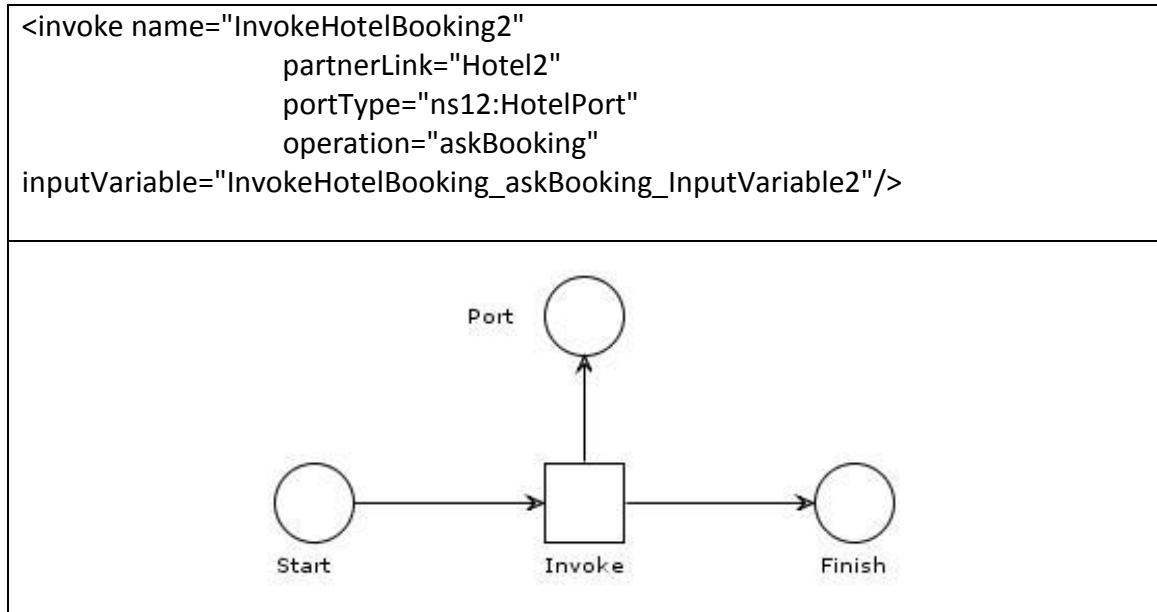 <invoke name="InvokeHotelBooking2"
partnerLink="Hotel2"
portType="ns12:HotelPort"
operation="askBooking"
inputVariable="InvokeHotelBooking_askBooking_InputVariable2"/>
Port
Start
Invoke
Finish